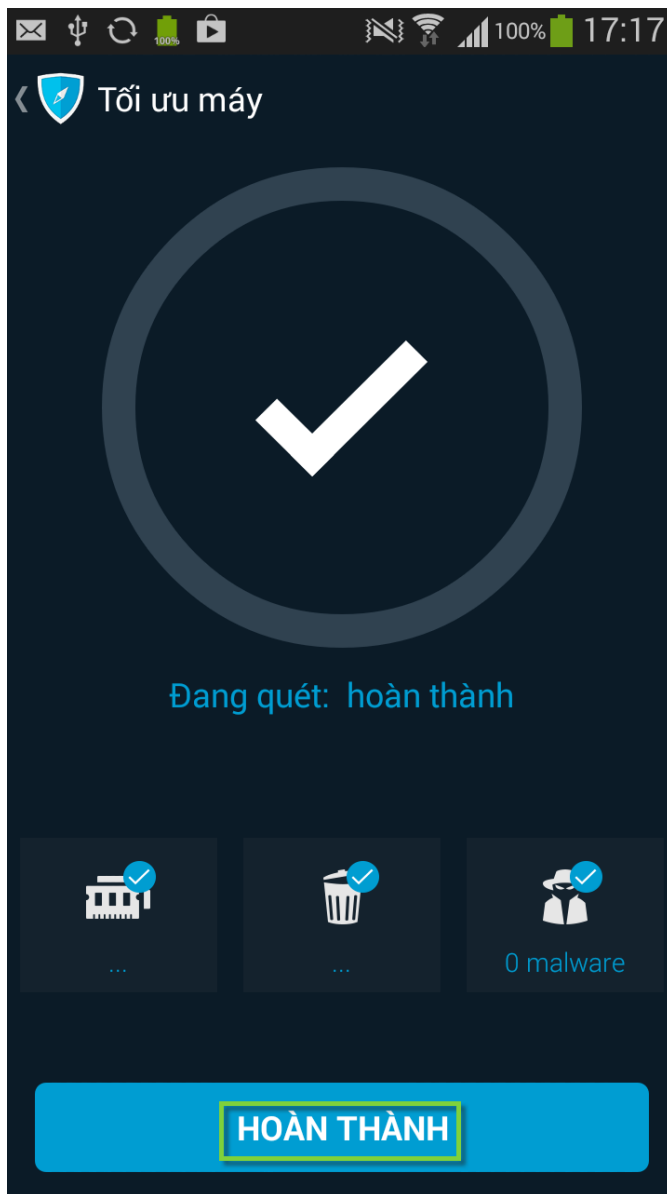 100% 100% 17:17
Tối ưu máy
Đang quét: hoàn thành
... ... 0 malware
HOÀN THÀNH